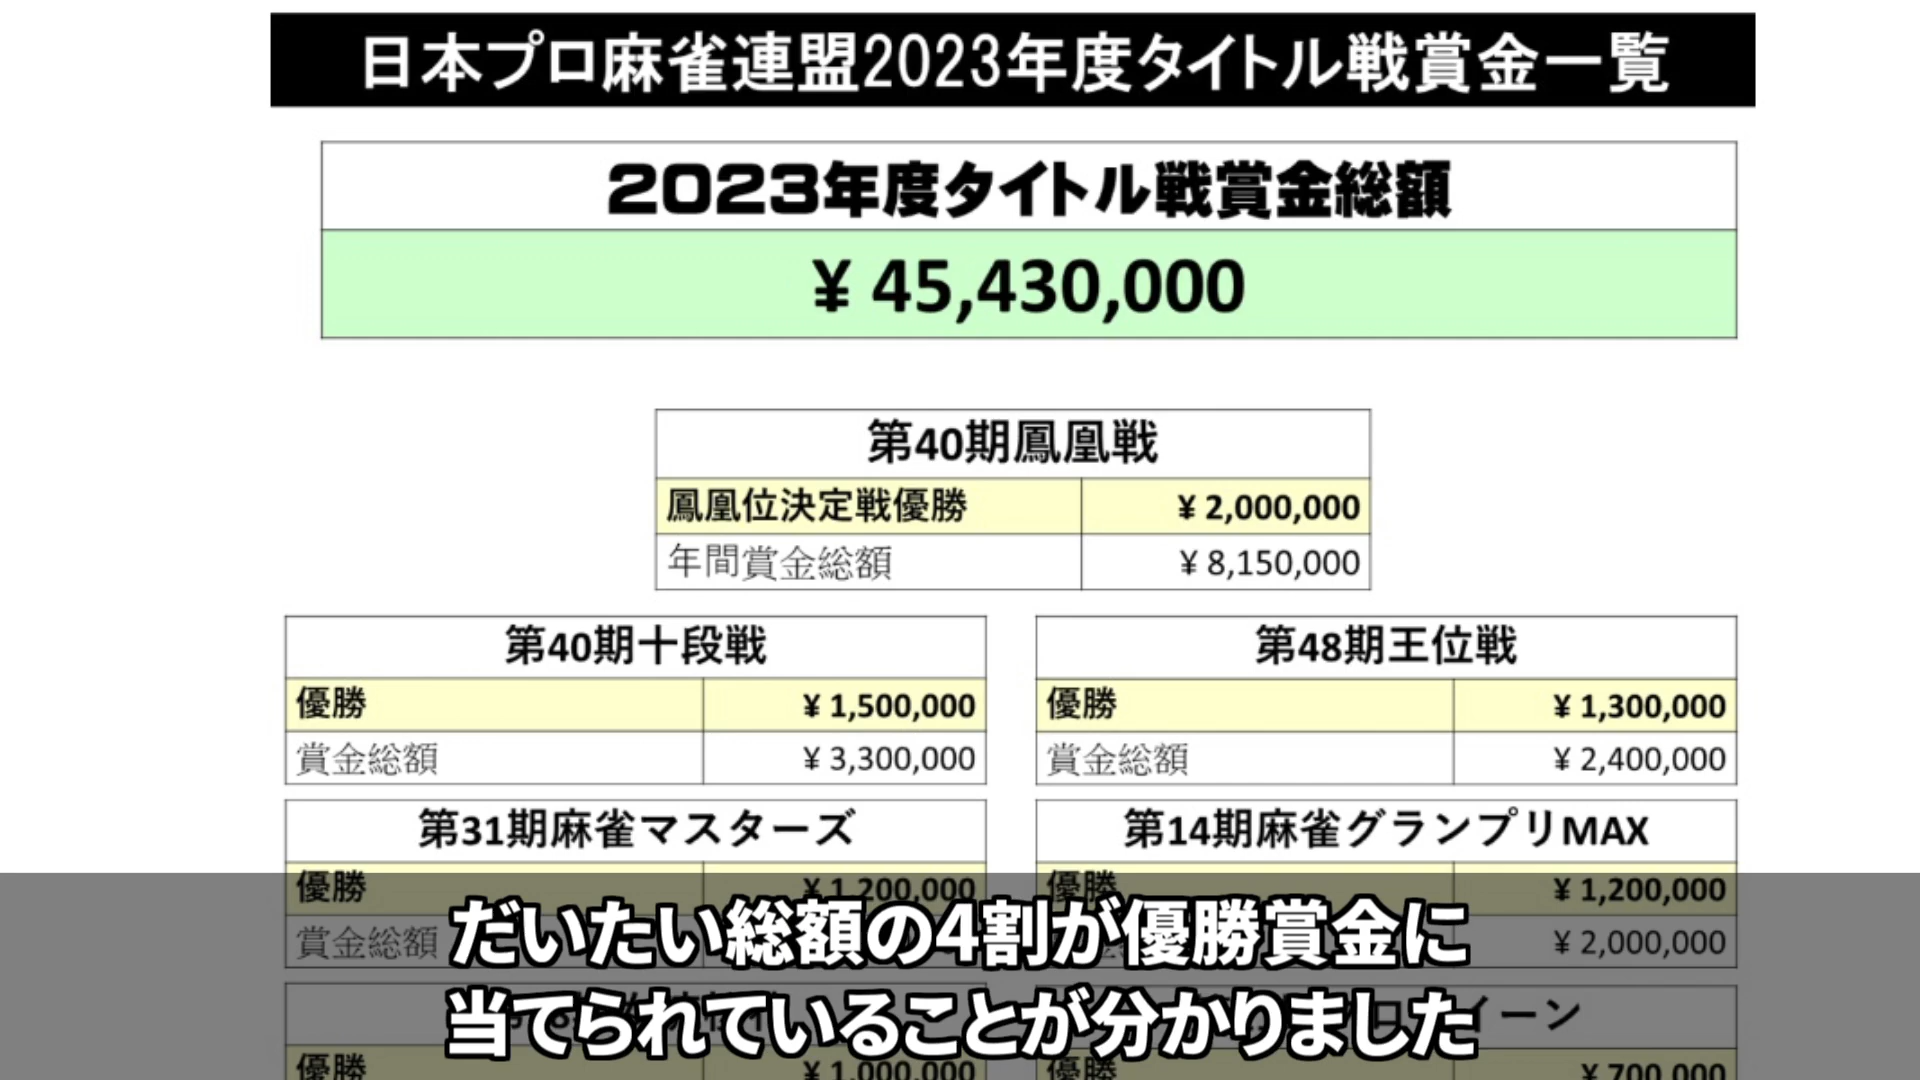 日本プロ麻雀連盟2023年度タイトル戦賞金一覧
2023年度タイトル戦賞金総額
¥ 45,430,000
第40期鳳凰戦
鳳凰位決定戦優勝 ¥ 2,000,000
年間賞金総額 ¥ 8,150,000
第40期十段戦
優勝 ¥ 1,500,000
賞金総額 ¥ 3,300,000
第48期王位戦
優勝 ¥ 1,300,000
賞金総額 ¥ 2,400,000
第31期麻雀マスターズ
優勝 ¥ 1,200,000
賞金総額
第14期麻雀グランプリMAX
優勝 ¥ 1,200,000
¥ 2,000,000
優勝 ¥ 1,000,000
イーン
優勝 ¥ 700,000
だいたい総額の4割が優勝賞金に
当てられていることが分かりました